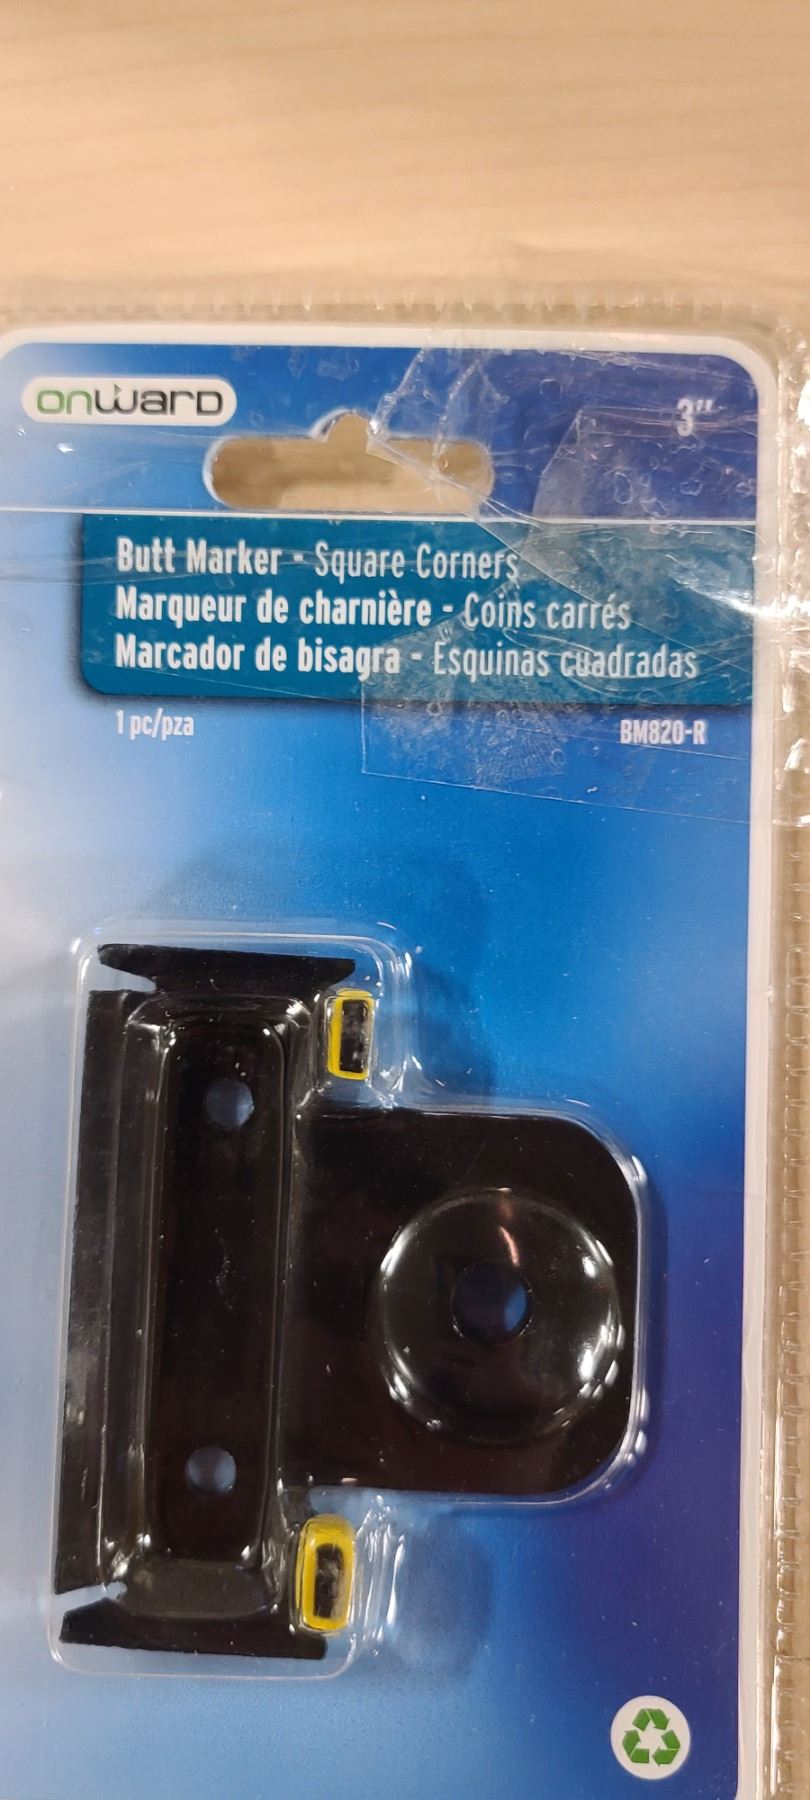 onward
3"
Butt Marker - Square Corners
Marqueur de charnière - Coins carrés
Marcador de bisagra - Esquinas cuadradas
1 pc/pza
BM820-R